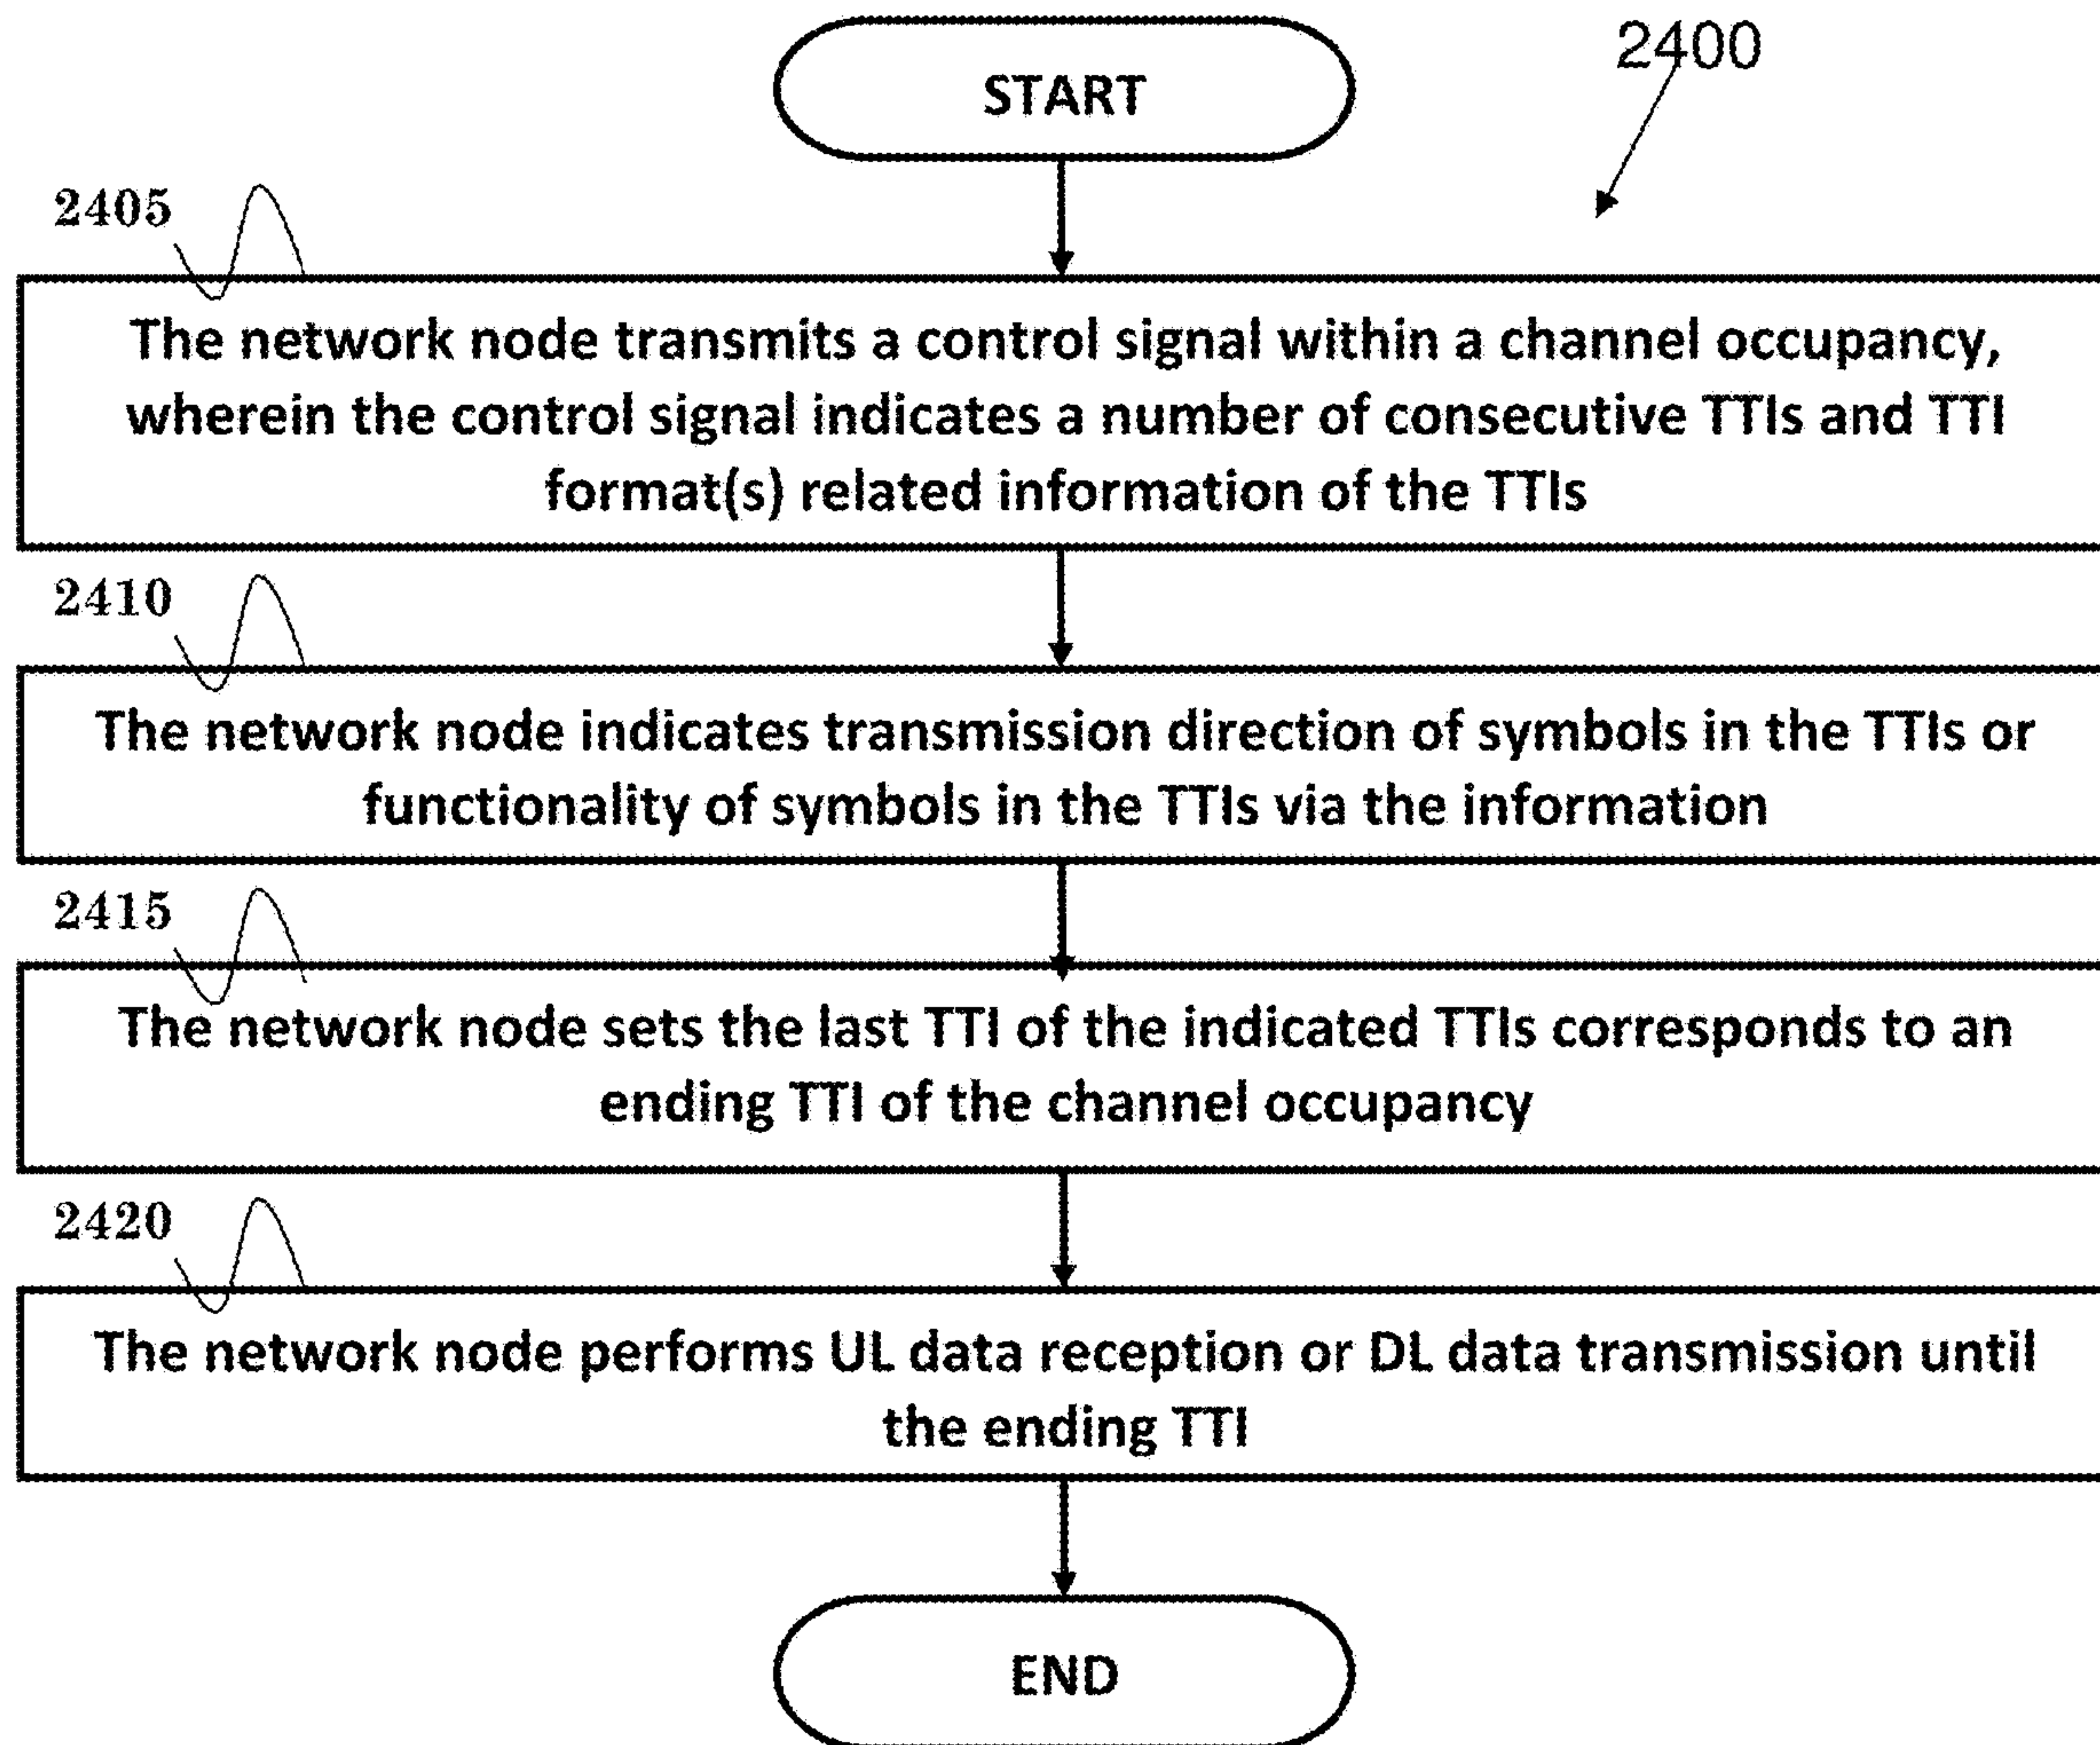 START
2400
2405
The network node transmits a control signal within a channel occupancy,
wherein the control signal indicates a number of consecutive TTIs and TTI
format(s) related information of the TTIs
2410
The network node indicates transmission direction of symbols in the TTIs or
functionality of symbols in the TTIs via the information
2415
The network node sets the last TTI of the indicated TTIs corresponds to an
ending TTI of the channel occupancy
2420
The network node performs UL data reception or DL data transmission until
the ending TTI
END